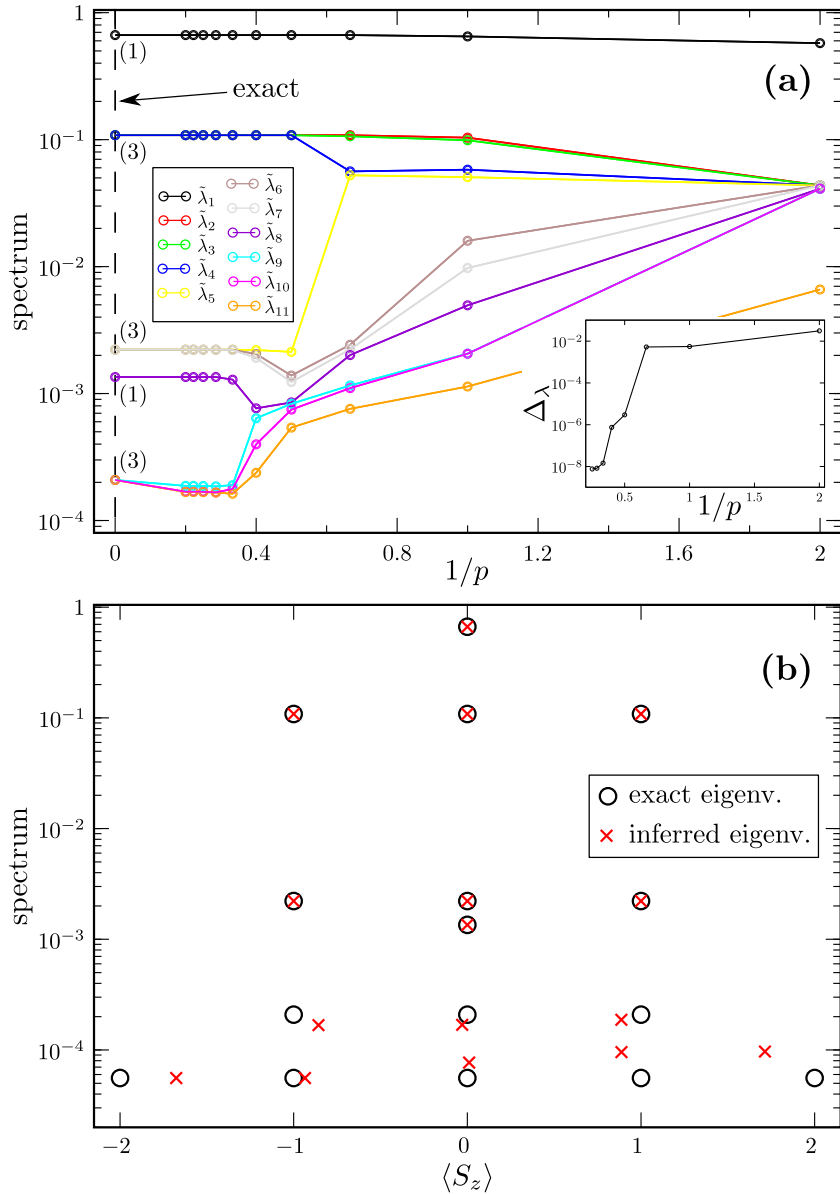 1
10⁻¹
10⁻²
10⁻³
10⁻⁴
spectrum
(a)
(1)
exact
(3)
(3)
(1)
(3)
λ̃₁
λ̃₂
λ̃₃
λ̃₄
λ̃₅
λ̃₆
λ̃₇
λ̃₈
λ̃₉
λ̃₁₀
λ̃₁₁
10⁻²
10⁻⁴
10⁻⁶
10⁻⁸
Δλ
0.5 1 1.5 2
1/p
0 0.4 0.8 1.2 1.6 2
1/p
1
10⁻¹
10⁻²
10⁻³
10⁻⁴
spectrum
(b)
exact eigenv.
inferred eigenv.
−2 −1 0 1 2
⟨S_z⟩